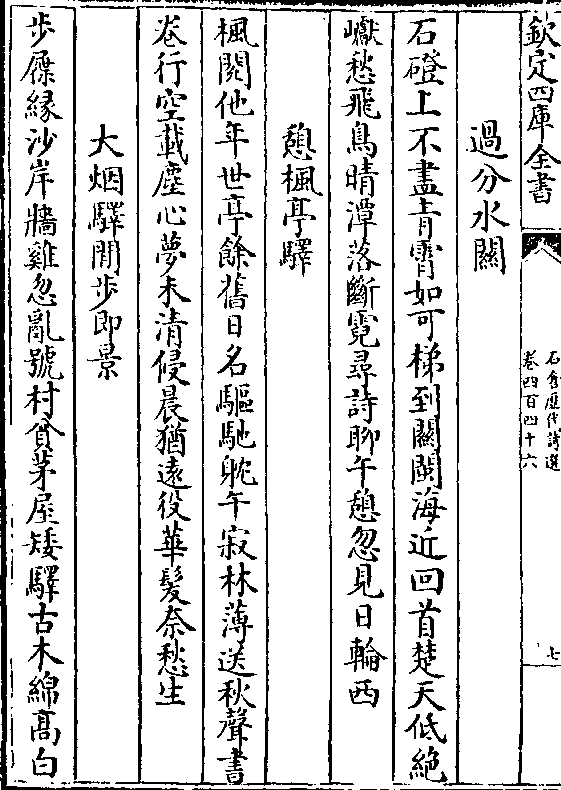 欽定四庫全書
石倉歷代詩選
卷四百四十六
七
過分水關
石磴上不盡青霄如可梯到關閩海近回首楚天低絶
巘愁飛鳥晴潭落斷霓尋詩聊午憩忽見日輪西
憩楓亭驛
楓閣他年世亭餘舊日名驅馳躭午寂林薄送秋聲書
卷行空載塵心夢未清侵晨猶遠役華髮奈愁生
大烟驛閒步即景
步屧緣沙岸牆雞忽亂號村貧茅屋矮驛古木綿高白